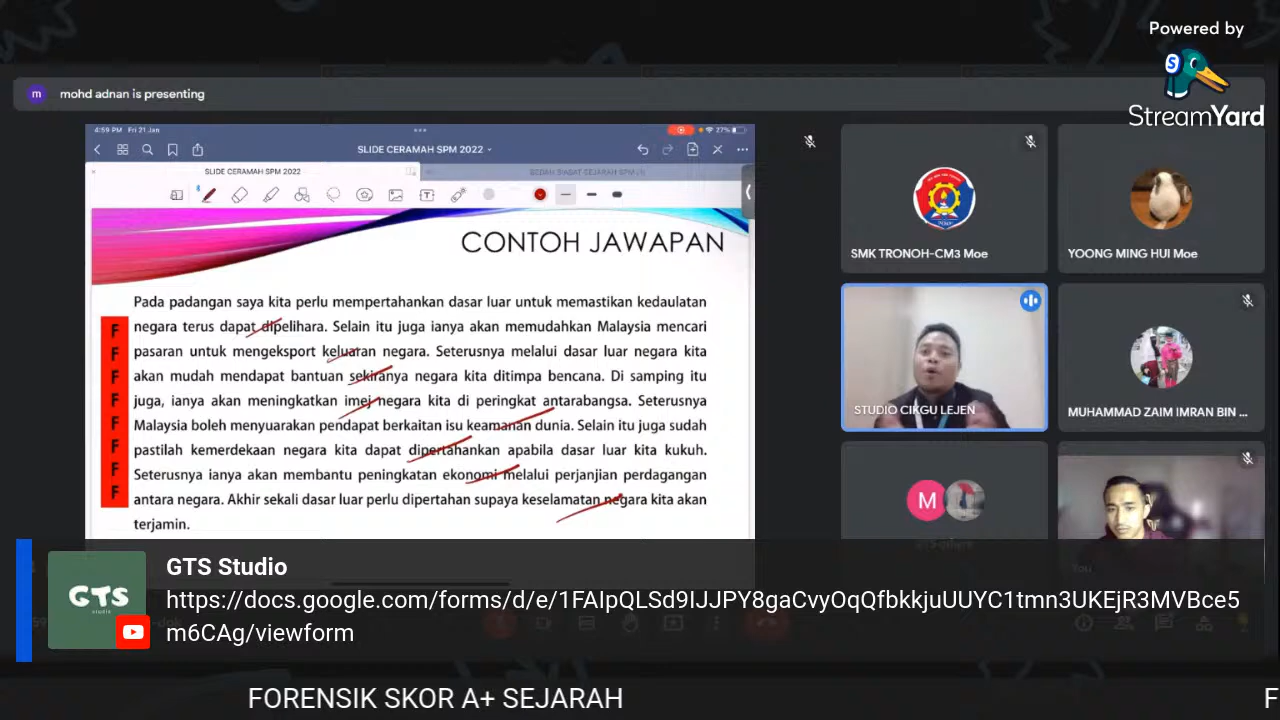 Powered by
StreamYard
mohd adnan is presenting
4:59 PM Fri 21 Jan
27%
SLIDE CERAMAH SPM 2022
SLIDE CERAMAH SPM 2022
BEDAH SIASAT SEJARAH SPM (1)
CONTOH JAWAPAN
Pada padangan saya kita perlu mempertahankan dasar luar untuk memastikan kedaulatan
negara terus dapat dipelihara. Selain itu juga ianya akan memudahkan Malaysia mencari
pasaran untuk mengeksport keluaran negara. Seterusnya melalui dasar luar negara kita
akan mudah mendapat bantuan sekiranya negara kita ditimpa bencana. Di samping itu
juga, ianya akan meningkatkan imej negara kita di peringkat antarabangsa. Seterusnya
Malaysia boleh menyuarakan pendapat berkaitan isu keamanan dunia. Selain itu juga sudah
pastilah kemerdekaan negara kita dapat dipertahankan apabila dasar luar kita kukuh.
Seterusnya ianya akan membantu peningkatan ekonomi melalui perjanjian perdagangan
antara negara. Akhir sekali dasar luar perlu dipertahan supaya keselamatan negara kita akan
terjamin.
F
F
F
F
F
F
F
F
SMK TRONOH-CM3 Moe
YOONG MING HUI Moe
STUDIO CIKGU LEJEN
MUHAMMAD ZAIM IMRAN BIN ...
M
You
GTS
studio
GTS Studio
https://docs.google.com/forms/d/e/1FAIpQLSd9IJJPY8gaCvyOqQfbkkjuUUYC1tmn3UKEjR3MVBce5
m6CAg/viewform
FORENSIK SKOR A+ SEJARAH
F